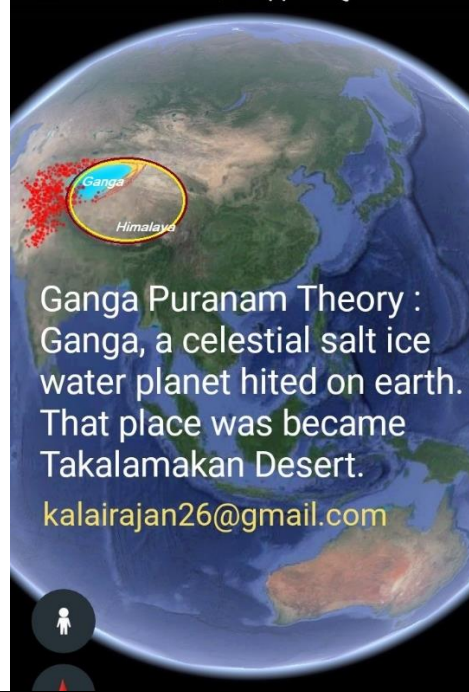 Ganga
Himalaya
Ganga Puranam Theory :
Ganga, a celestial salt ice
water planet hited on earth.
That place was became
Takalamakan Desert.
kalairajan26@gmail.com